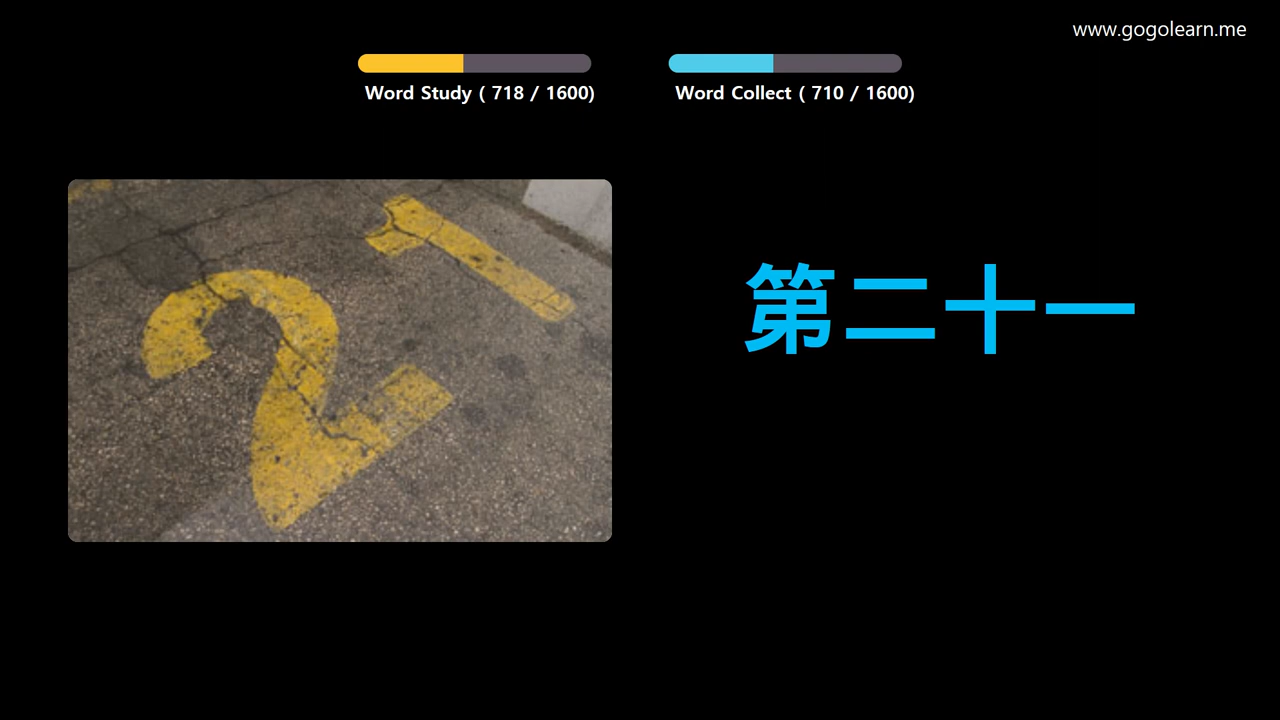 www.gogolearn.me
Word Study ( 718 / 1600)
Word Collect ( 710 / 1600)
21
第二十一